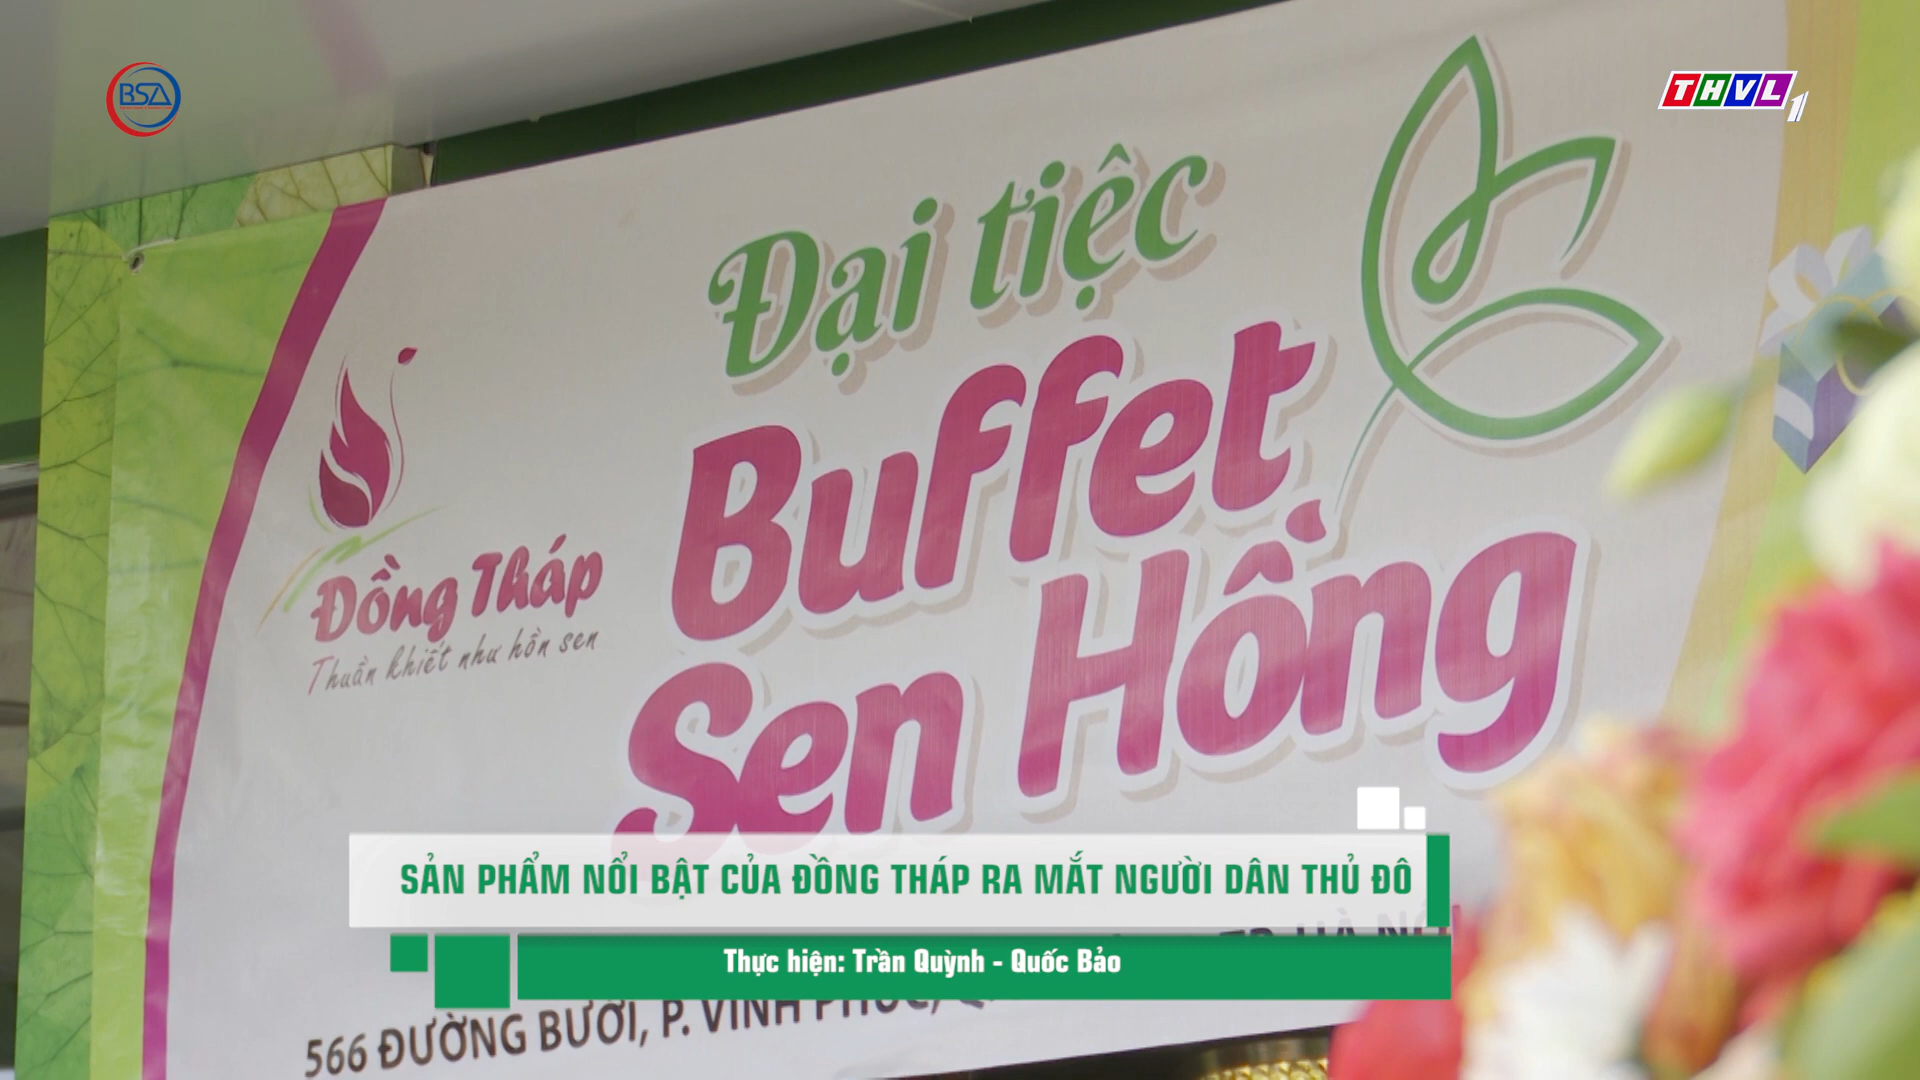 BSA
THVL1
Đại tiệc
Buffet
Sen Hồng
Đồng Tháp
Thuần khiết như hồn sen
SẢN PHẨM NỔI BẬT CỦA ĐỒNG THÁP RA MẮT NGƯỜI DÂN THỦ ĐÔ
Thực hiện: Trần Quỳnh - Quốc Bảo
566 ĐƯỜNG BƯỞI, P. VĨNH PHÚC,